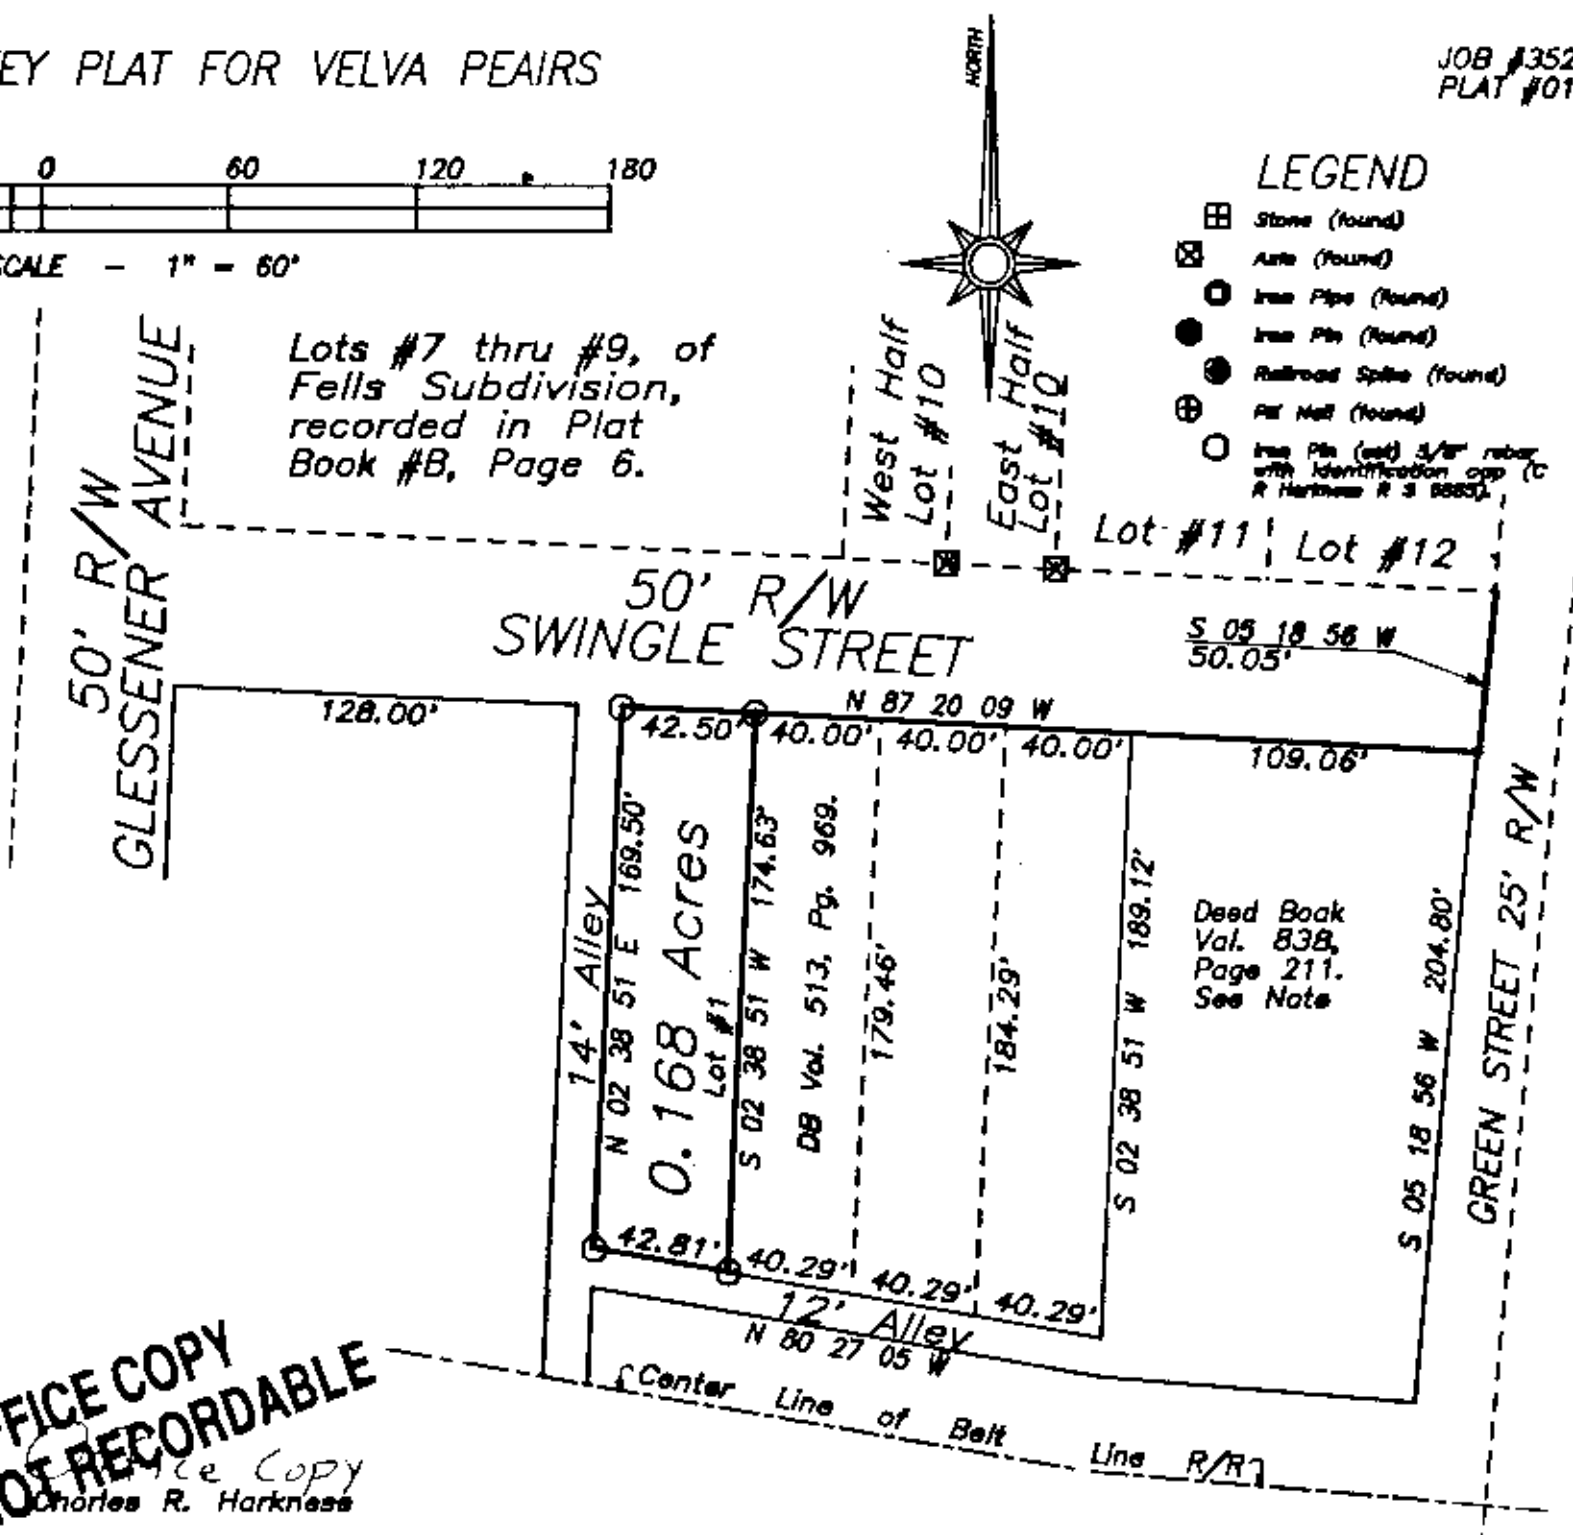 EY PLAT FOR VELVA PEAIRS
JOB #352
PLAT #01
0 60 120 180
SCALE - 1" = 60'
NORTH
LEGEND
Stone (found)
Axle (found)
Iron Pipe (found)
Iron Pin (found)
Railroad Spike (found)
PK Nail (found)
Iron Pin (set) 5/8" rebar
with identification cap (C
R Harkness R S
Lots #7 thru #9, of
Fells Subdivision,
recorded in Plat
Book #B, Page 6.
50' R/W
GLESSENER AVENUE
West Half
Lot #10
East Half
Lot #10
Lot #11
Lot #12
50' R/W
SWINGLE STREET
S 05 18 56 W
50.05'
128.00'
N 87 20 09 W
42.50'
40.00'
40.00'
40.00'
109.06'
14' Alley
N 02 38 51 E 169.50'
0.168 Acres
Lot #1
S 02 38 51 W 174.63'
DB Vol. 513, Pg. 969.
179.46'
184.29'
S 02 38 51 W 189.12'
Deed Book
Vol. 838,
Page 211.
See Note
S 05 18 56 W 204.80'
GREEN STREET 25' R/W
42.81'
40.29'
40.29'
40.29'
12' Alley
N 80 27 05 W
Center Line of Belt Line R/R
FFICE COPY
NOT RECORDABLE
Office Copy
Charles R. Harkness